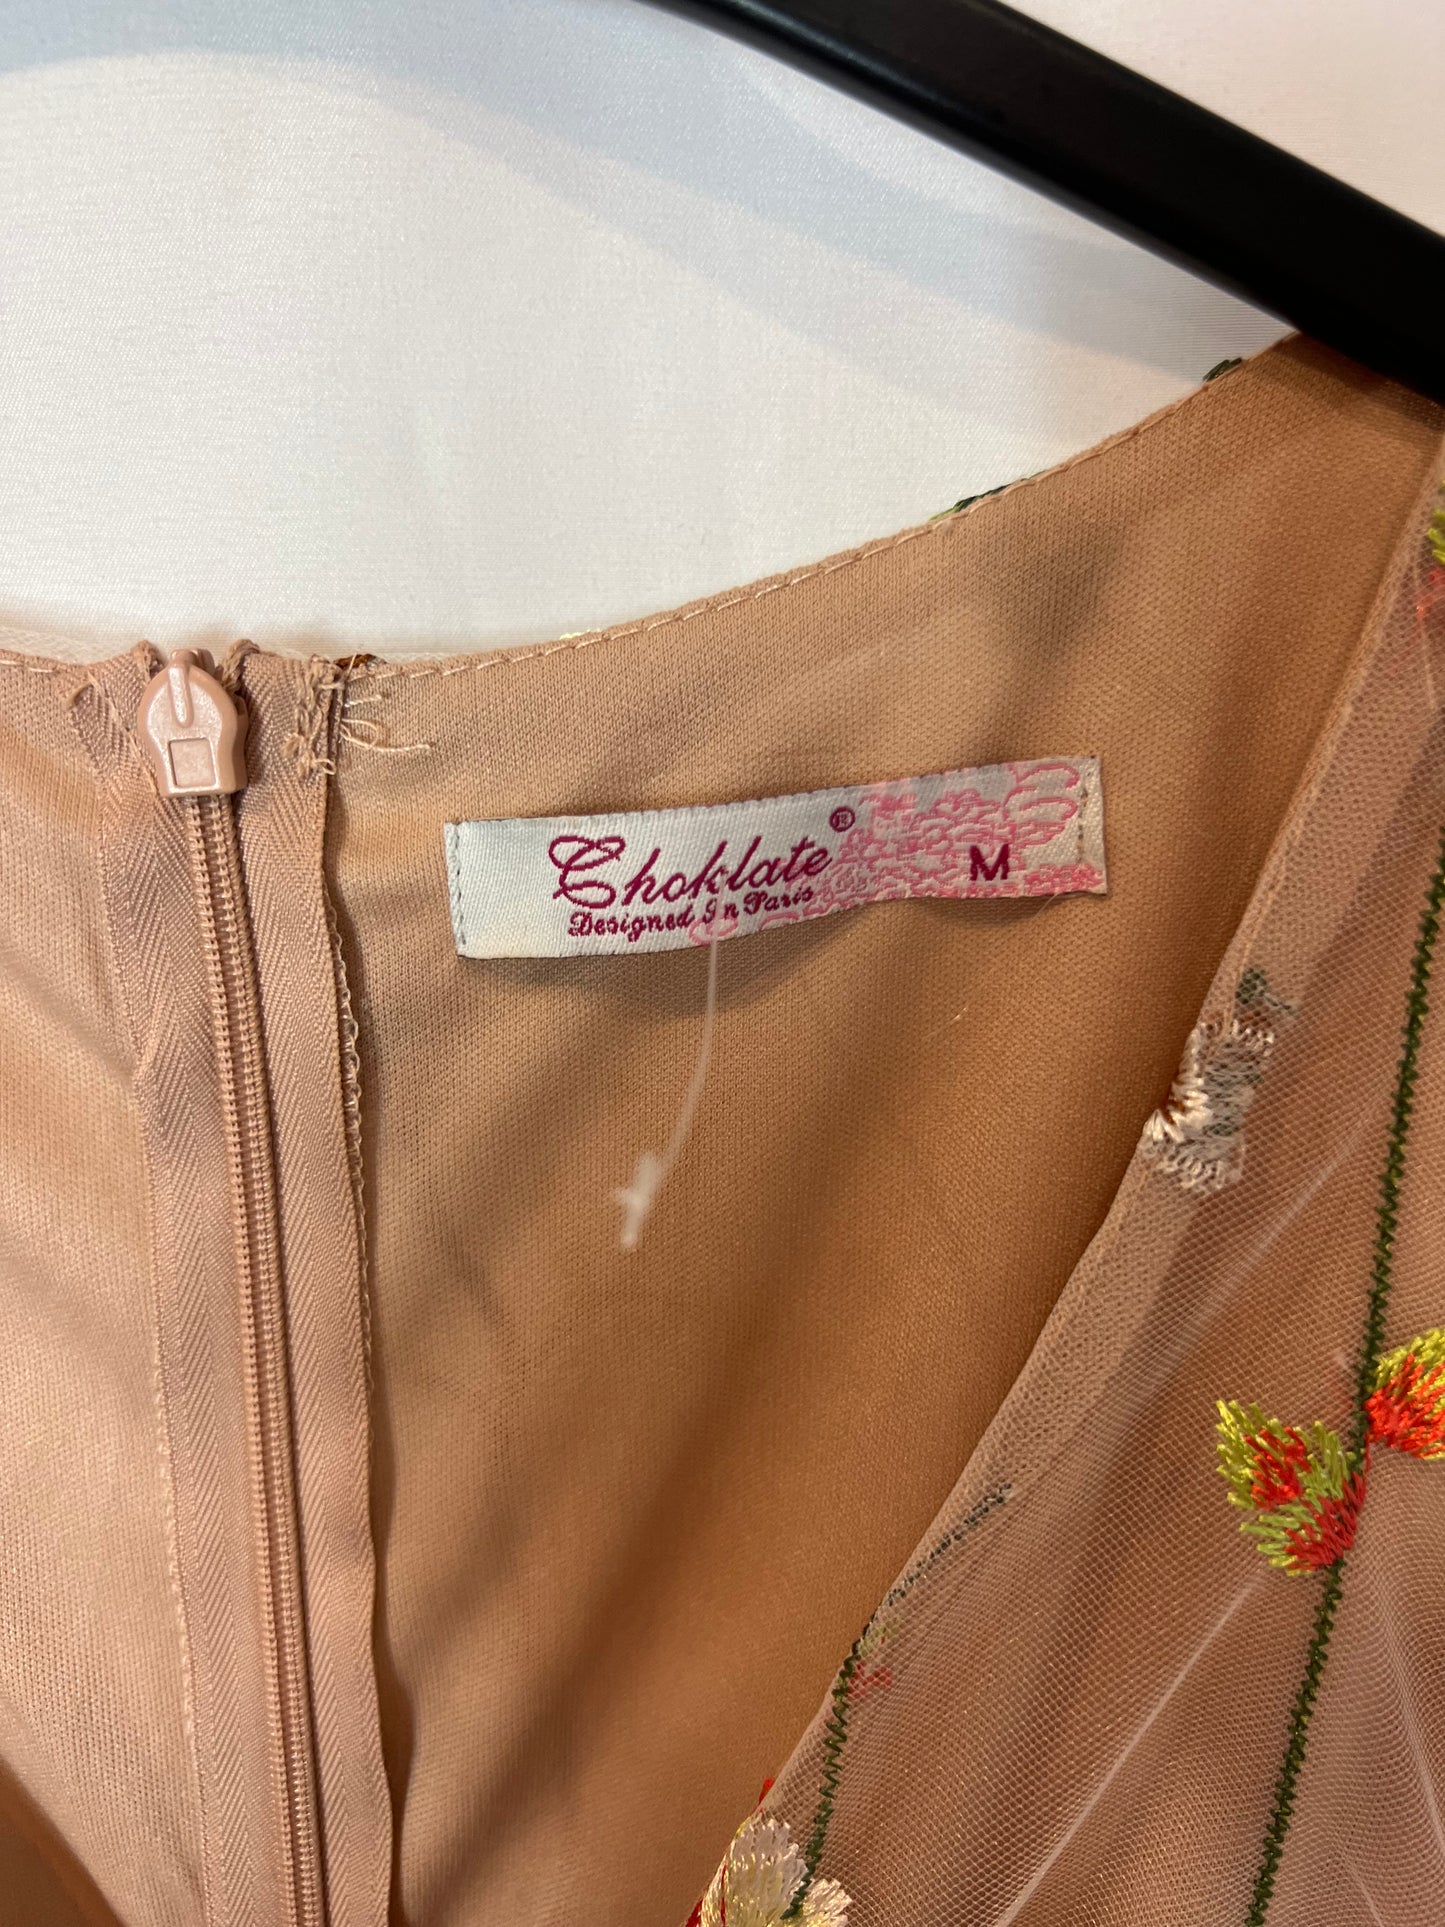 Choklate®
Designed In Paris
M